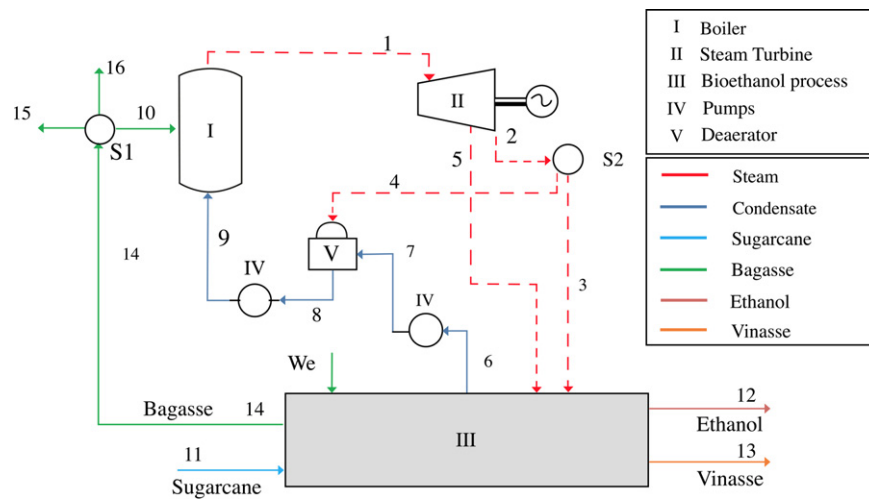 1
16
15
10
I
II
2
5
S2
S1
4
14
9
V
7
3
IV
IV
8
6
We
Bagasse
14
III
12
Ethanol
11
Sugarcane
13
Vinasse
I Boiler
II Steam Turbine
III Bioethanol process
IV Pumps
V Deaerator
Steam
Condensate
Sugarcane
Bagasse
Ethanol
Vinasse